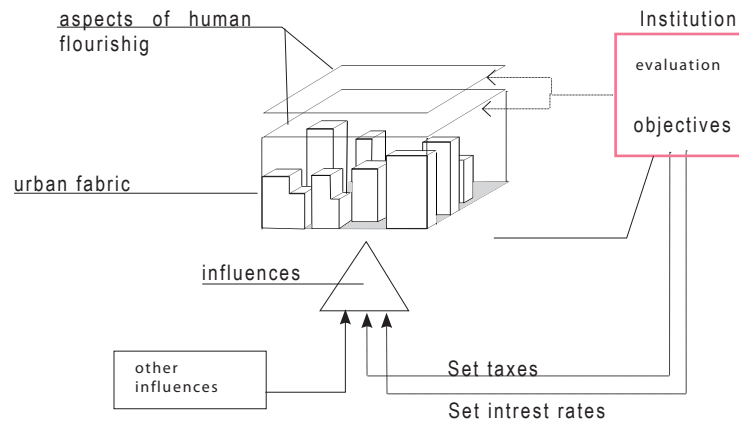 aspects of human
flourishig
Institution
evaluation
objectives
urban fabric
influences
other
influences
Set taxes
Set intrest rates